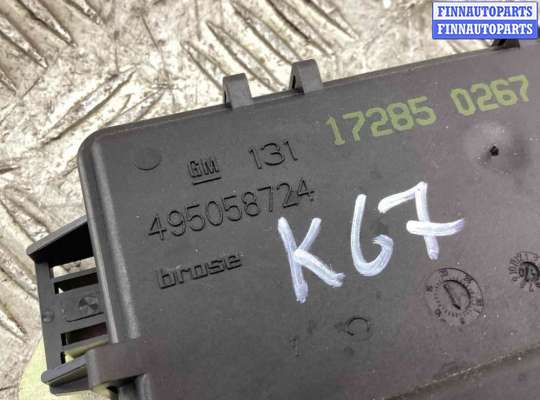 FINNAUTOPARTS
FINNAUTOPARTS
17285 0267
GM 131
495058724
brose
K67